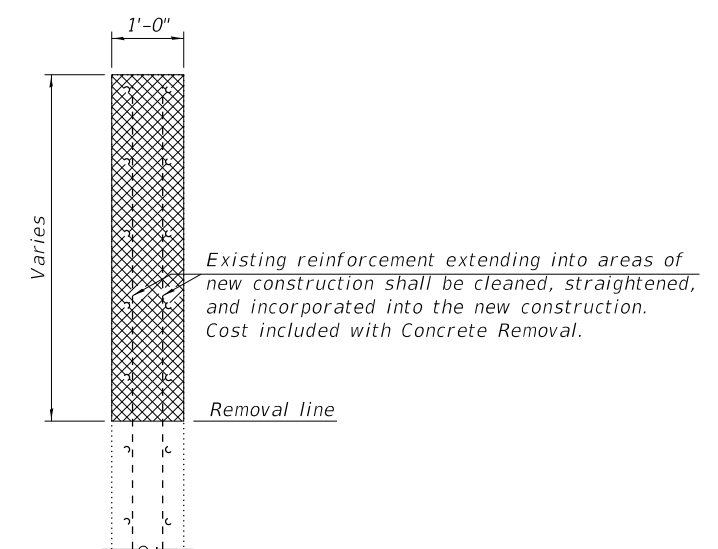 1'-0"
Varies
Existing reinforcement extending into areas of
new construction shall be cleaned, straightened,
and incorporated into the new construction.
Cost included with Concrete Removal.
Removal line